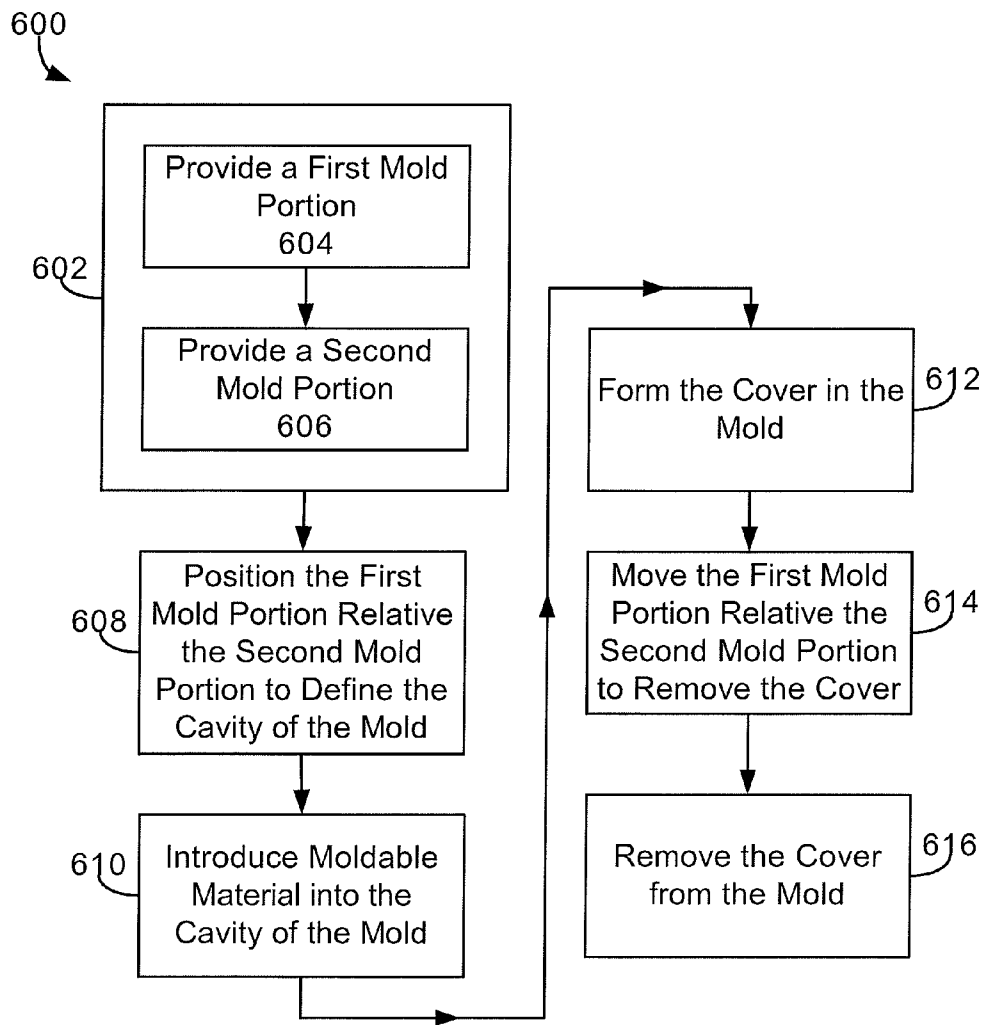 600
Provide a First Mold
Portion
604
602
Provide a Second
Mold Portion
606
608
Position the First
Mold Portion Relative
the Second Mold
Portion to Define the
Cavity of the Mold
610
Introduce Moldable
Material into the
Cavity of the Mold
612
Form the Cover in the
Mold
614
Move the First Mold
Portion Relative the
Second Mold Portion
to Remove the Cover
616
Remove the Cover
from the Mold